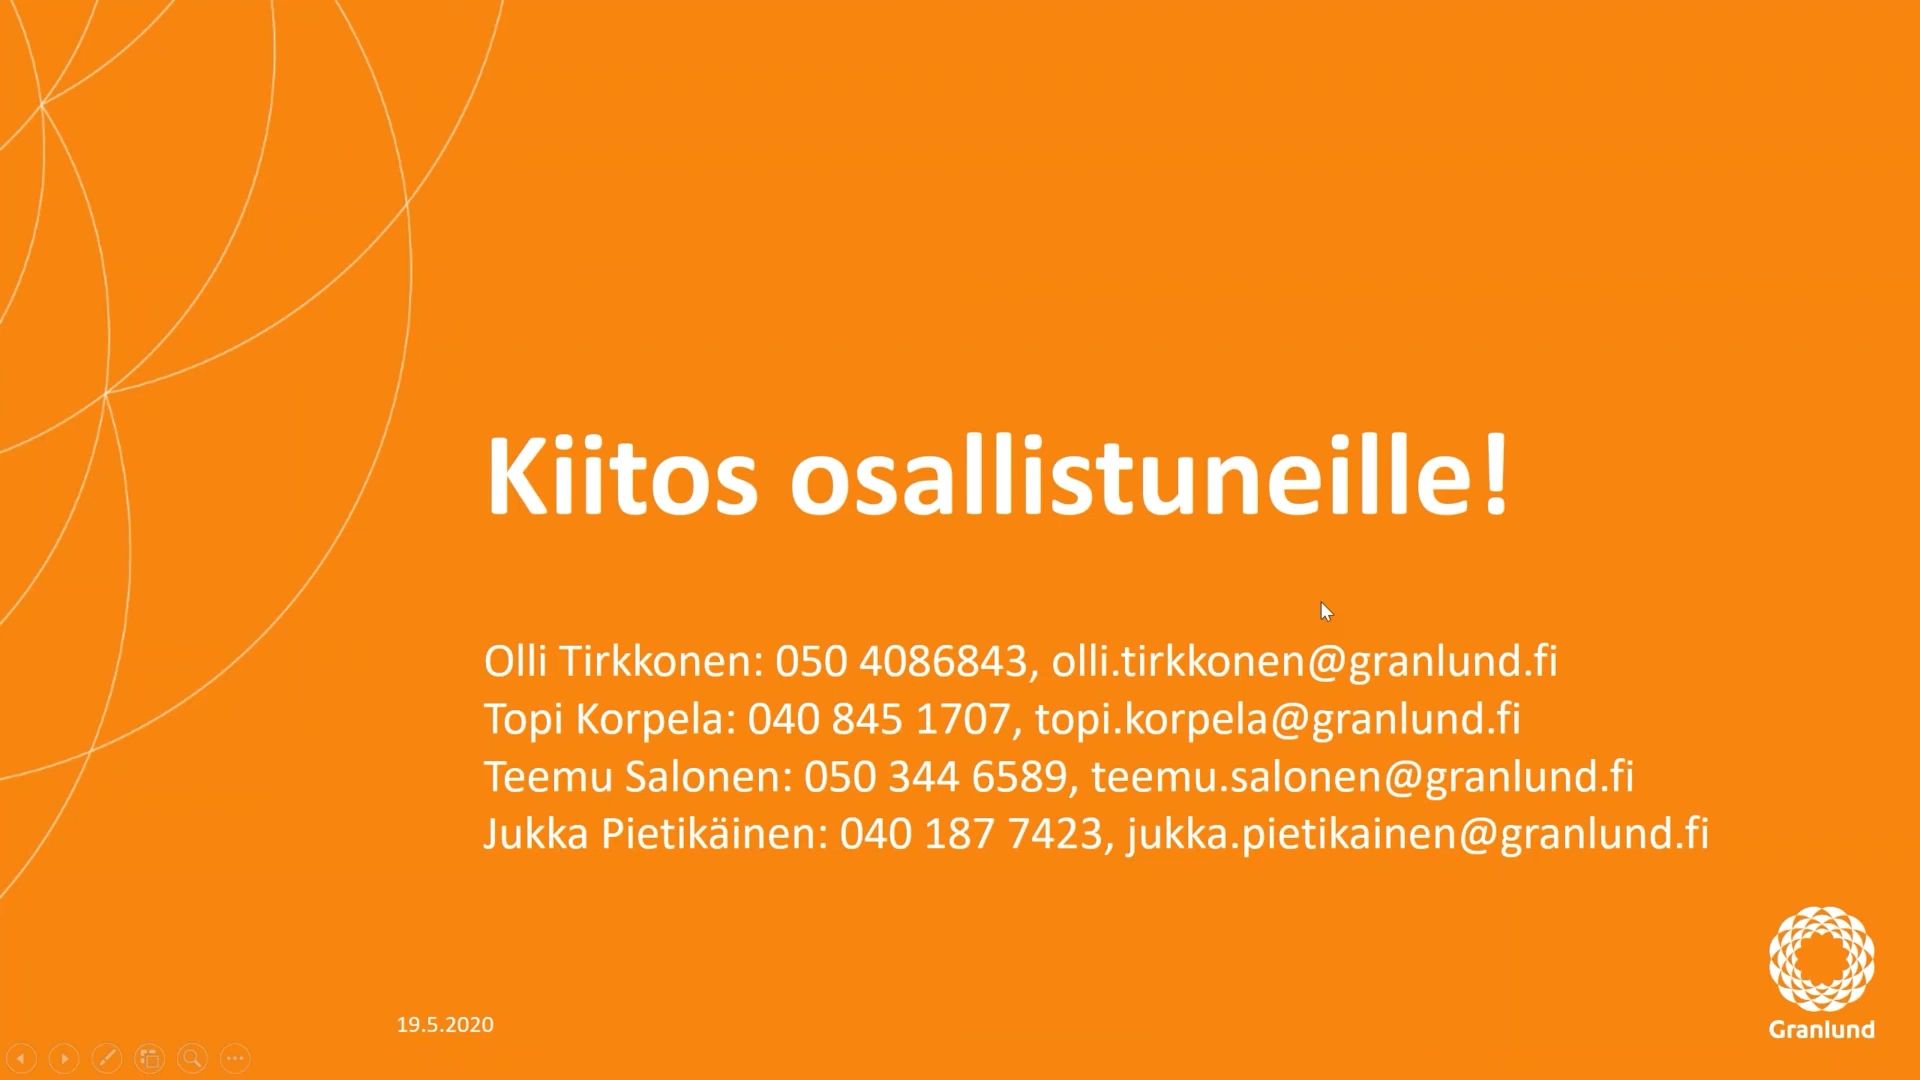 Kiitos osallistuneille!
Olli Tirkkonen: 050 4086843, olli.tirkkonen@granlund.fi
Topi Korpela: 040 845 1707, topi.korpela@granlund.fi
Teemu Salonen: 050 344 6589, teemu.salonen@granlund.fi
Jukka Pietikäinen: 040 187 7423, jukka.pietikainen@granlund.fi
19.5.2020
Granlund